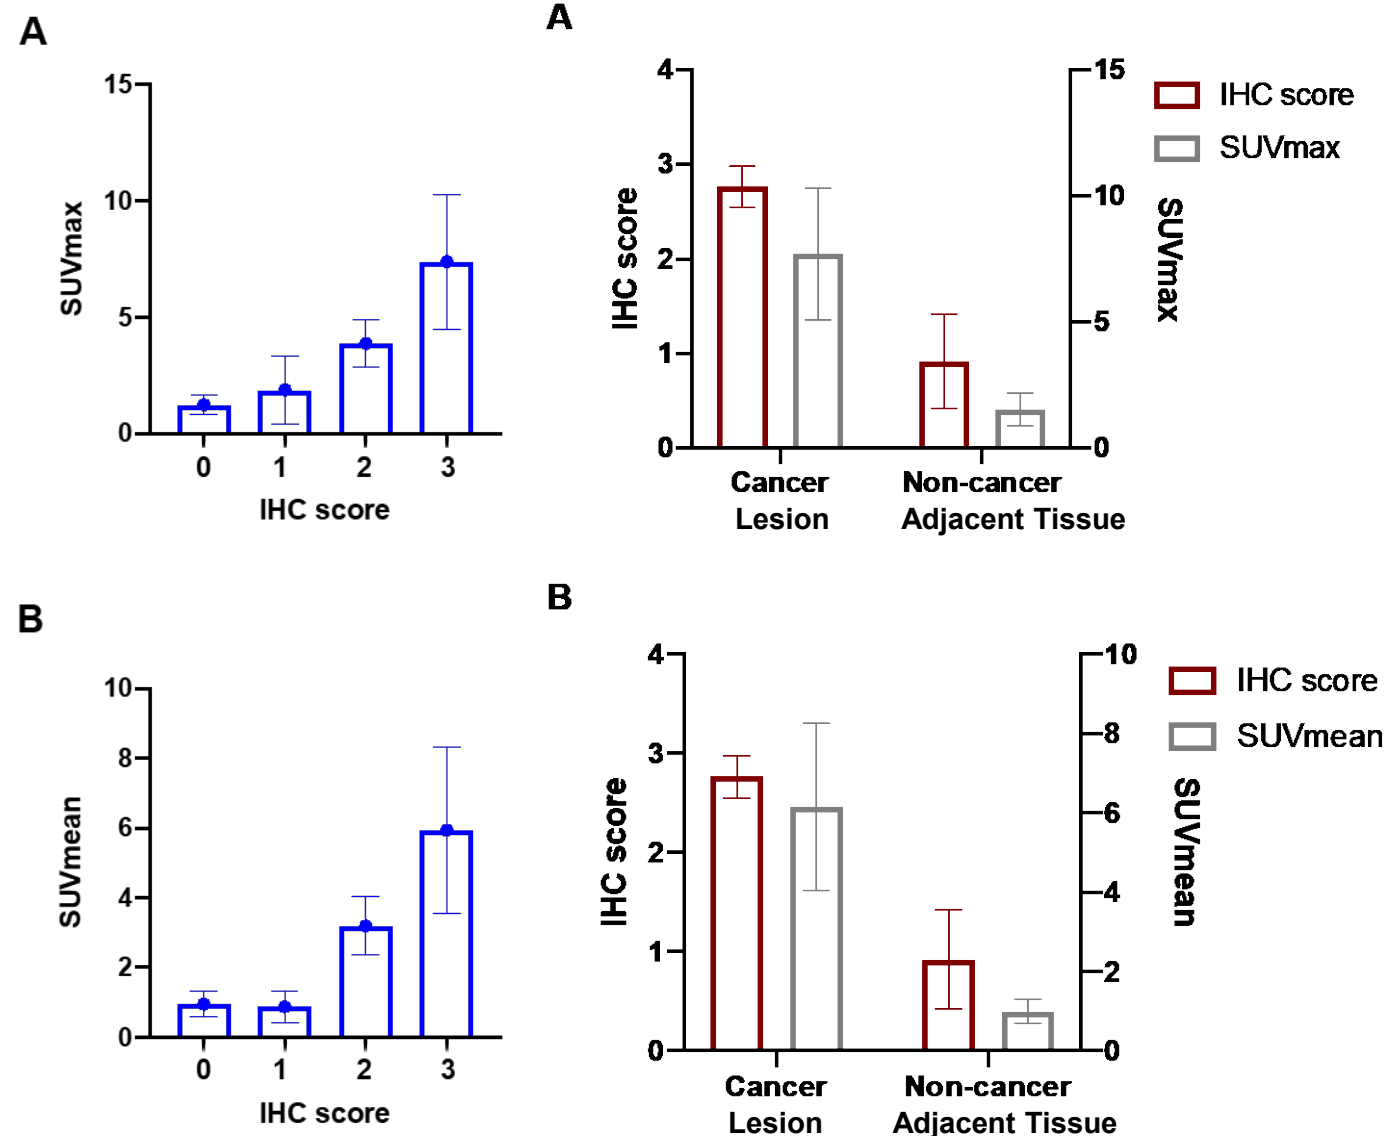 A
15
10
5
0
SUVmax
0 1 2 3
IHC score
A
4
3
2
1
0
IHC score
15
10
5
0
SUVmax
IHC score
SUVmax
Cancer
Lesion
Non-cancer
Adjacent Tissue
B
10
8
6
4
2
0
SUVmean
0 1 2 3
IHC score
B
4
3
2
1
0
IHC score
10
8
6
4
2
0
SUVmean
IHC score
SUVmean
Cancer
Lesion
Non-cancer
Adjacent Tissue